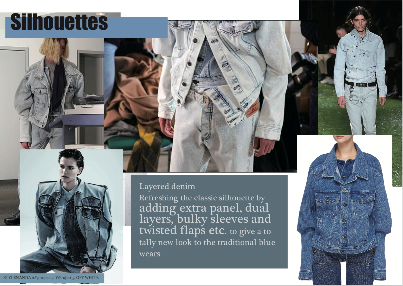 Silhouettes
Layered denim
Refreshing the classic silhouette by
adding extra panel, dual
layers, bulky sleeves and
twisted flaps etc. to give a to
tally new look to the traditional blue
wears